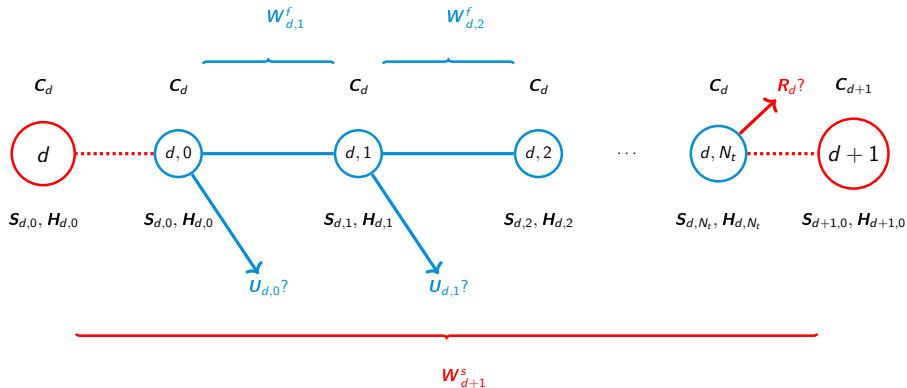 W^f_{d,1} W^f_{d,2}
C_d C_d C_d C_d C_d R_d? C_{d+1}
d d,0 d,1 d,2 ... d,N_t d+1
S_{d,0}, H_{d,0} S_{d,0}, H_{d,0} S_{d,1}, H_{d,1} S_{d,2}, H_{d,2} S_{d,N_t}, H_{d,N_t} S_{d+1,0}, H_{d+1,0}
U_{d,0}? U_{d,1}?
W^s_{d+1}